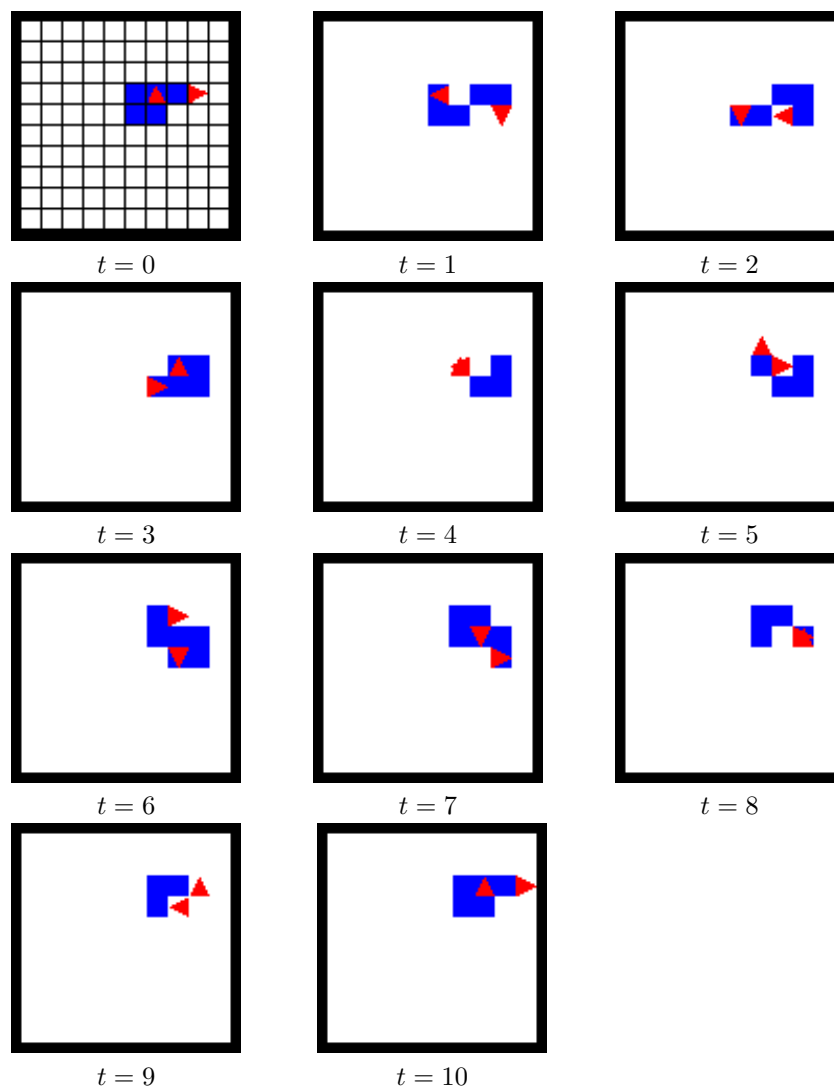 t = 0
t = 1
t = 2
t = 3
t = 4
t = 5
t = 6
t = 7
t = 8
t = 9
t = 10